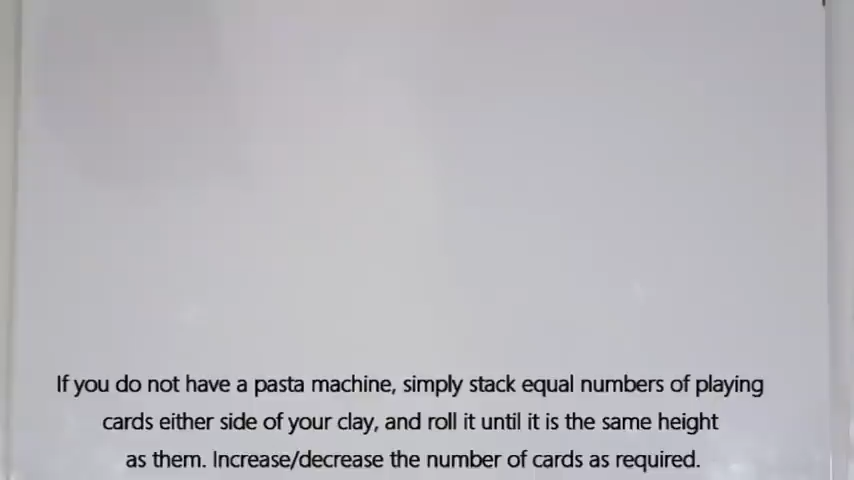 If you do not have a pasta machine, simply stack equal numbers of playing
cards either side of your clay, and roll it until it is the same height
as them. Increase/decrease the number of cards as required.